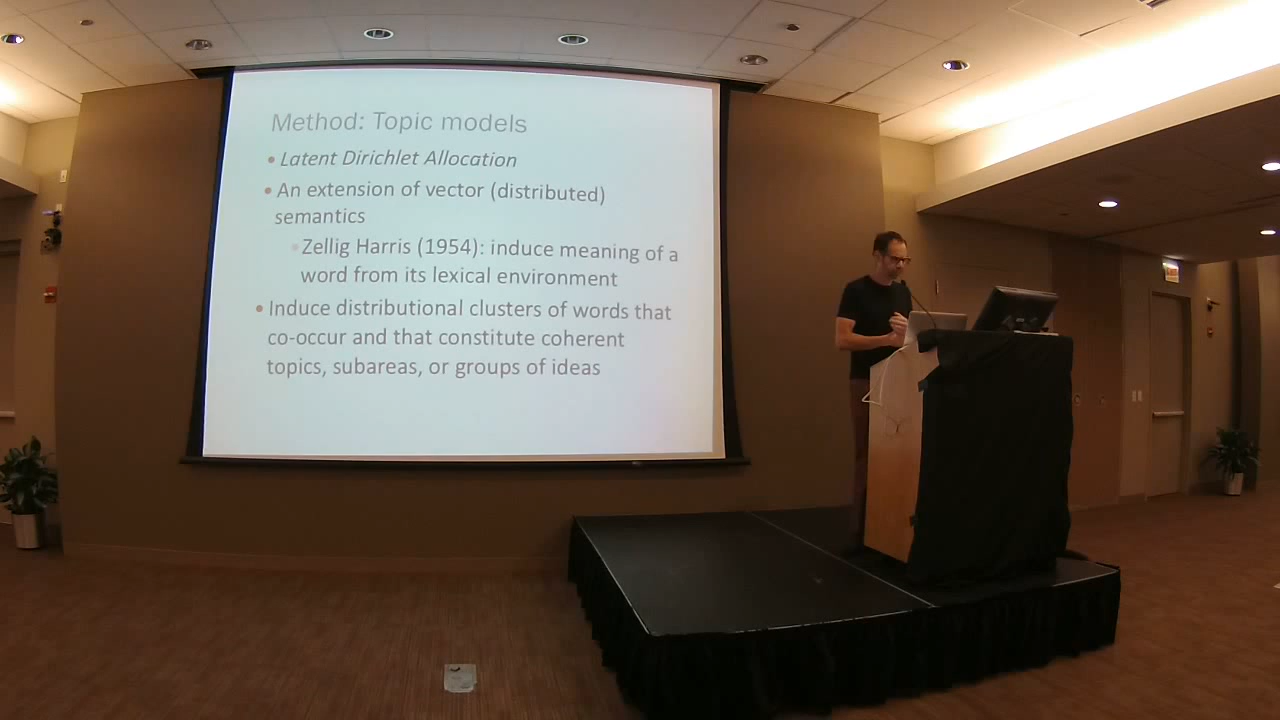 Method: Topic models
• Latent Dirichlet Allocation
• An extension of vector (distributed)
semantics
Zellig Harris (1954): induce meaning of a
word from its lexical environment
• Induce distributional clusters of words that
co-occur and that constitute coherent
topics, subareas, or groups of ideas